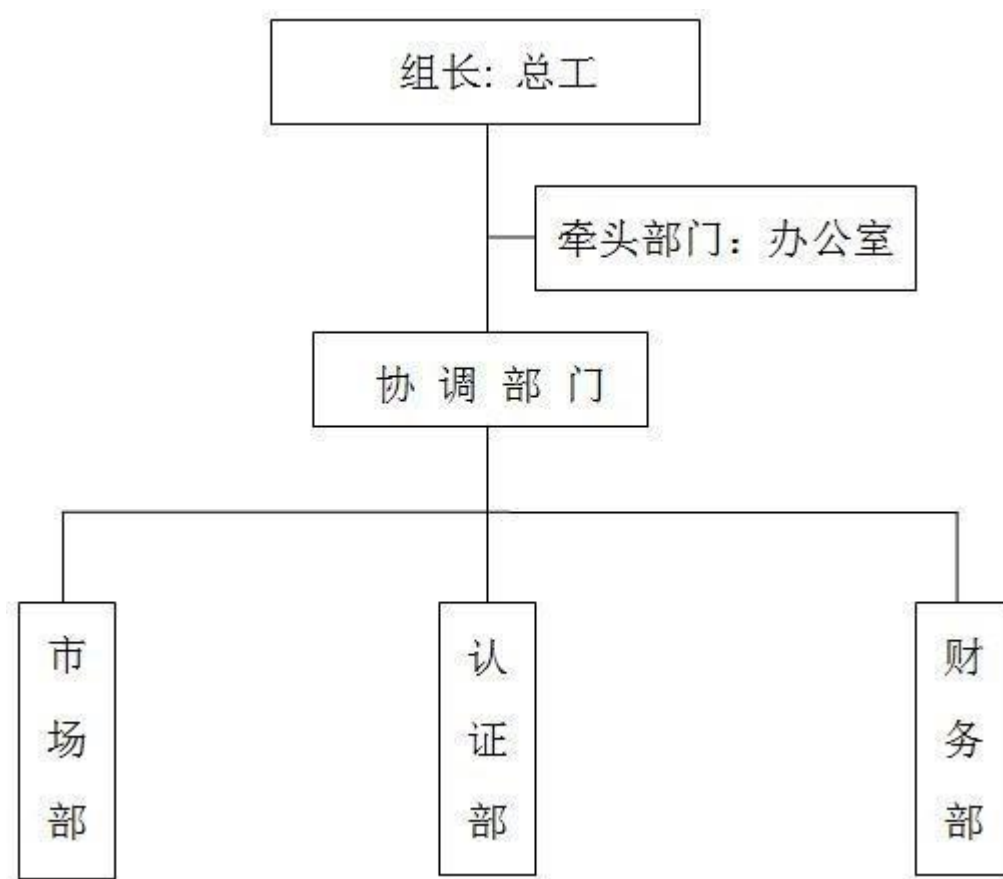 组长: 总工
牵头部门：办公室
协 调 部 门
市场部
认证部
财务部